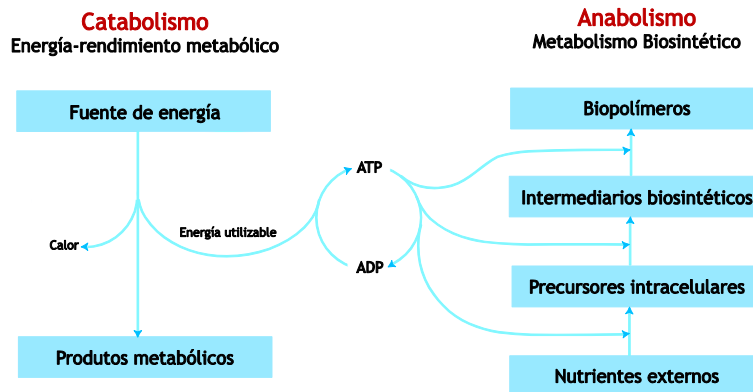 Catabolismo
Energía-rendimiento metabólico
Fuente de energía
Calor
Energía utilizable
Produtos metabólicos
ATP
ADP
Anabolismo
Metabolismo Biosintético
Biopolímeros
Intermediarios biosintéticos
Precursores intracelulares
Nutrientes externos